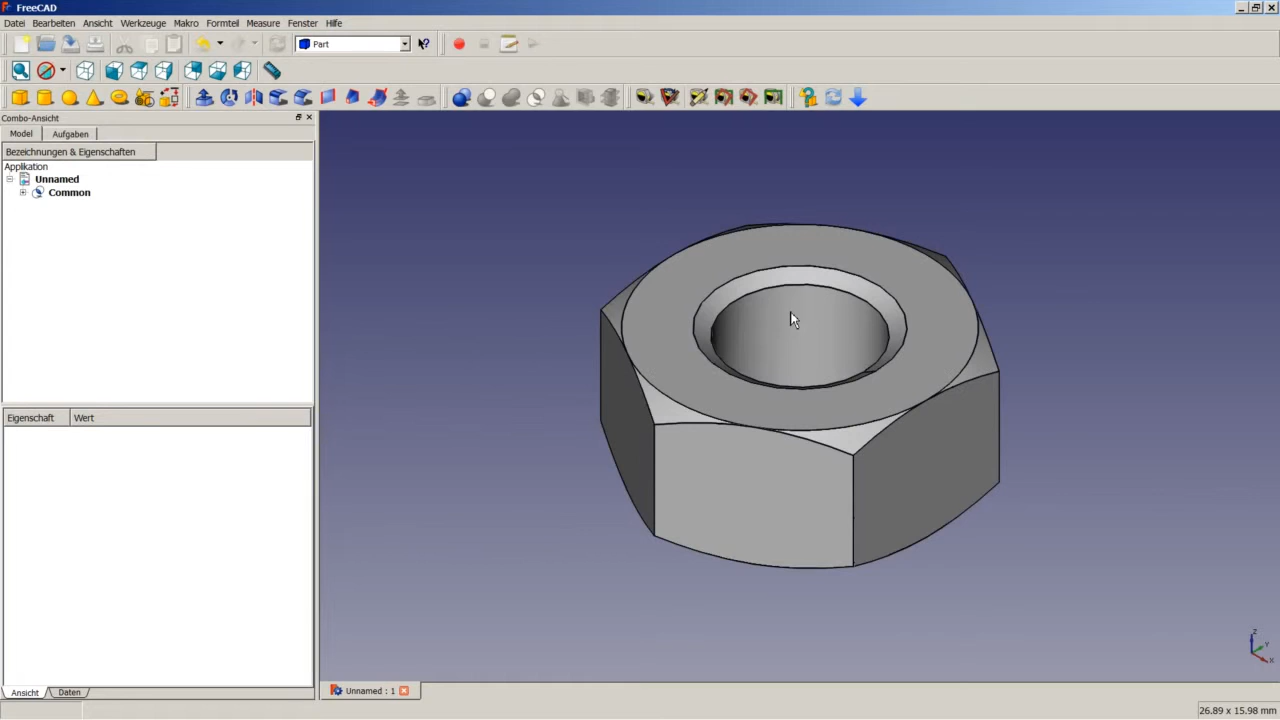 FreeCAD
Datei Bearbeiten Ansicht Werkzeuge Makro Formteil Measure Fenster Hilfe
Part
Combo-Ansicht
Model Aufgaben
Bezeichnungen & Eigenschaften
Applikation
Unnamed
Common
Eigenschaft Wert
Ansicht Daten
Unnamed : 1
Z
Y
X
26.89 x 15.98 mm